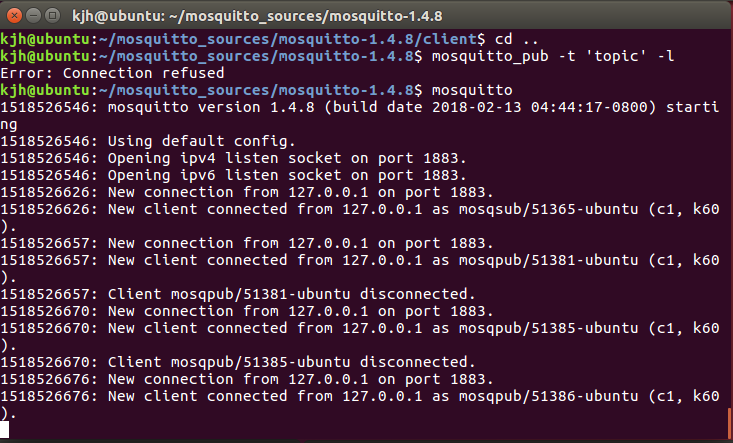 kjh@ubuntu: ~/mosquitto_sources/mosquitto-1.4.8
kjh@ubuntu:~/mosquitto_sources/mosquitto-1.4.8/client$ cd ..
kjh@ubuntu:~/mosquitto_sources/mosquitto-1.4.8$ mosquitto_pub -t 'topic' -l
Error: Connection refused
kjh@ubuntu:~/mosquitto_sources/mosquitto-1.4.8$ mosquitto
1518526546: mosquitto version 1.4.8 (build date 2018-02-13 04:44:17-0800) starti
ng
1518526546: Using default config.
1518526546: Opening ipv4 listen socket on port 1883.
1518526546: Opening ipv6 listen socket on port 1883.
1518526626: New connection from 127.0.0.1 on port 1883.
1518526626: New client connected from 127.0.0.1 as mosqsub/51365-ubuntu (c1, k60
).
1518526657: New connection from 127.0.0.1 on port 1883.
1518526657: New client connected from 127.0.0.1 as mosqpub/51381-ubuntu (c1, k60
).
1518526657: Client mosqpub/51381-ubuntu disconnected.
1518526670: New connection from 127.0.0.1 on port 1883.
1518526670: New client connected from 127.0.0.1 as mosqpub/51385-ubuntu (c1, k60
).
1518526670: Client mosqpub/51385-ubuntu disconnected.
1518526676: New connection from 127.0.0.1 on port 1883.
1518526676: New client connected from 127.0.0.1 as mosqpub/51386-ubuntu (c1, k60
).